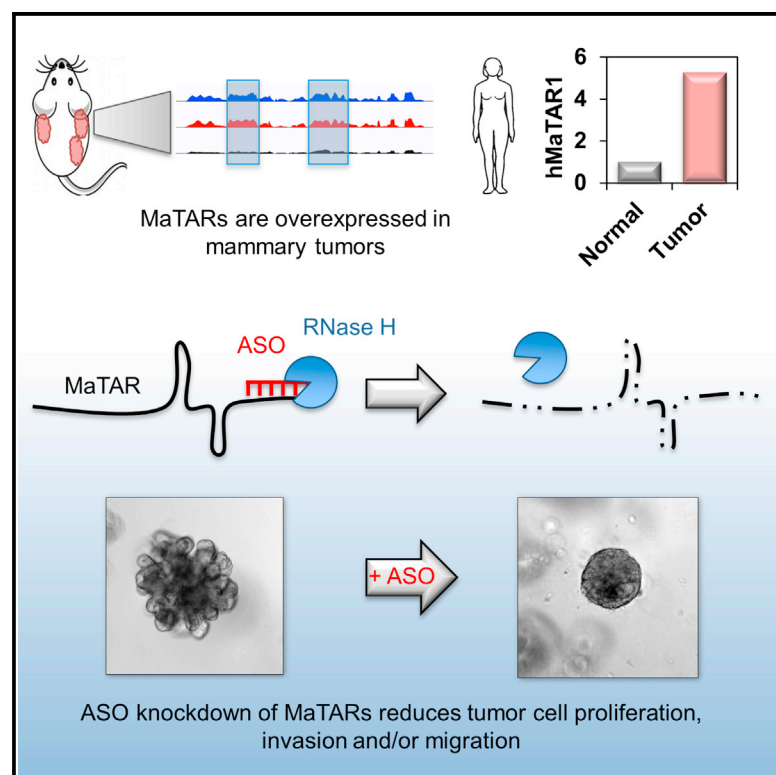 hMaTAR1
6
4
2
0
Normal
Tumor
MaTARs are overexpressed in
mammary tumors
RNase H
ASO
MaTAR
+ ASO
ASO knockdown of MaTARs reduces tumor cell proliferation,
invasion and/or migration